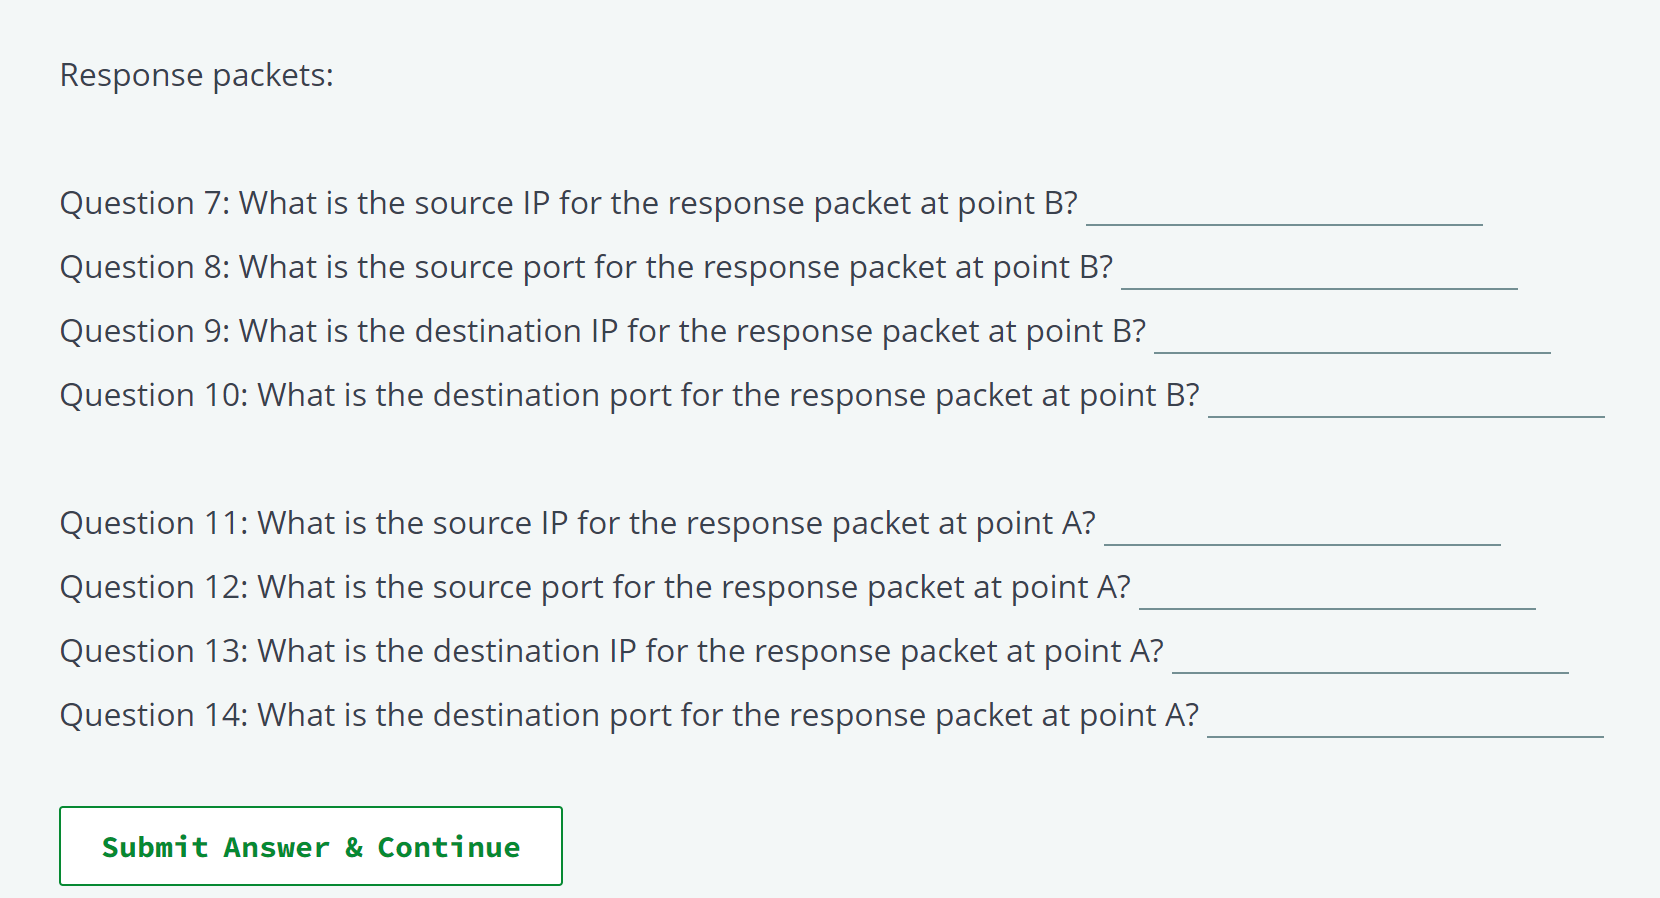 Response packets:
Question 7: What is the source IP for the response packet at point B?
Question 8: What is the source port for the response packet at point B?
Question 9: What is the destination IP for the response packet at point B?
Question 10: What is the destination port for the response packet at point B?
Question 11: What is the source IP for the response packet at point A?
Question 12: What is the source port for the response packet at point A?
Question 13: What is the destination IP for the response packet at point A?
Question 14: What is the destination port for the response packet at point A?
Submit Answer & Continue